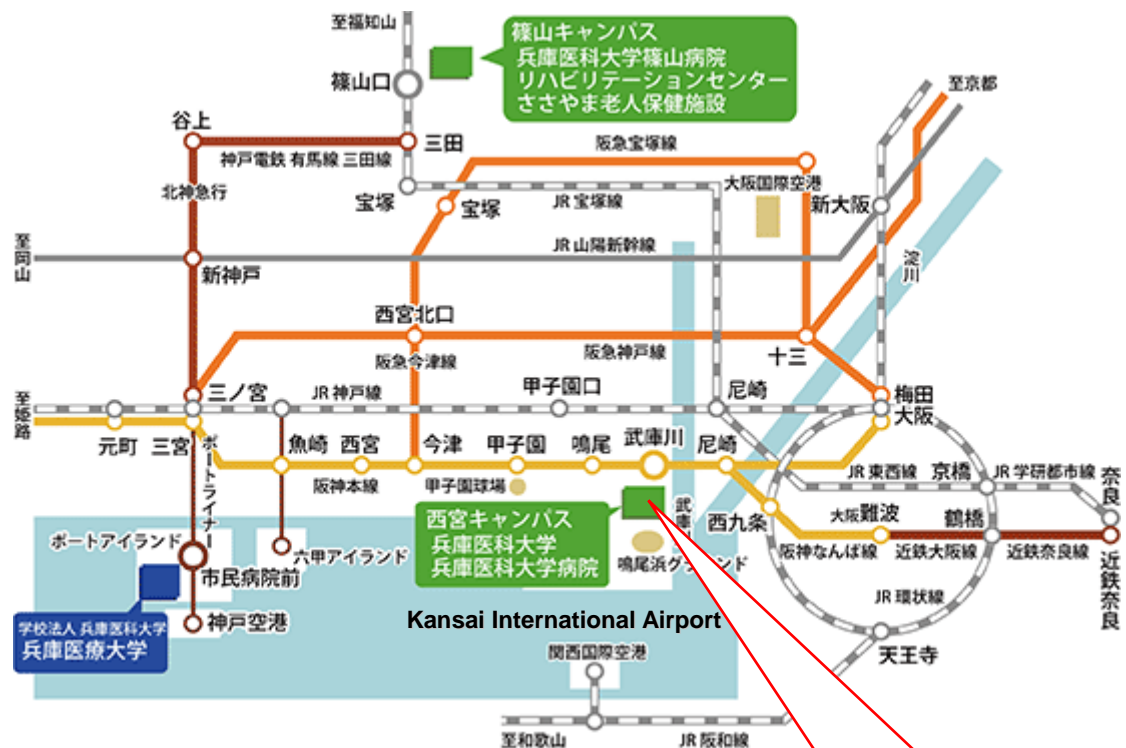 至福知山
篠山キャンパス
兵庫医科大学篠山病院
リハビリテーションセンター
ささやま老人保健施設
篠山口
至京都
谷上
三田
神戸電鉄 有馬線 三田線
阪急宝塚線
北神急行
宝塚
宝塚
JR 宝塚線
大阪国際空港
新大阪
至岡山
JR 山陽新幹線
淀川
新神戸
西宮北口
阪急今津線
阪急神戸線
十三
至姫路
三ノ宮
JR 神戸線
甲子園口
尼崎
梅田
大阪
元町
三宮
ポートライナー
魚崎
西宮
今津
甲子園
鳴尾
武庫川
尼崎
阪神本線
甲子園球場
JR 東西線
京橋
JR 学研都市線
奈良
西宮キャンパス
兵庫医科大学
兵庫医科大学病院
武庫川
西九条
大阪難波
鶴橋
阪神なんば線
近鉄大阪線
近鉄奈良線
近鉄奈良
ポートアイランド
六甲アイランド
鳴尾浜グラウンド
市民病院前
JR 環状線
学校法人 兵庫医科大学
兵庫医療大学
神戸空港
Kansai International Airport
関西国際空港
天王寺
至和歌山
JR 阪和線